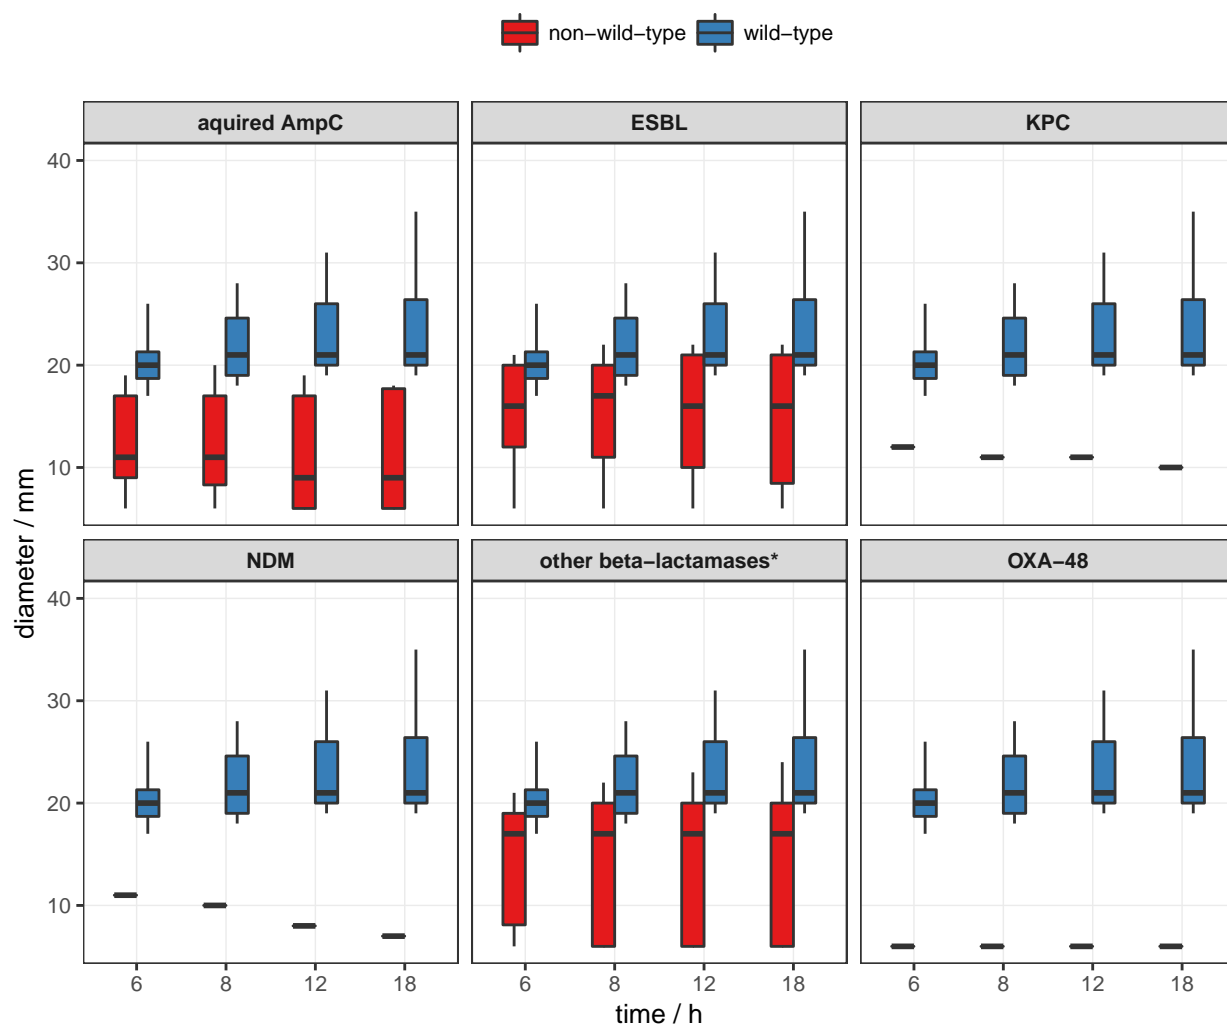 non-wild-type wild-type
aquired AmpC ESBL KPC
40
30
20
10
NDM other beta-lactamases* OXA-48
40
30
20
10
diameter / mm
6 8 12 18 6 8 12 18 6 8 12 18
time / h